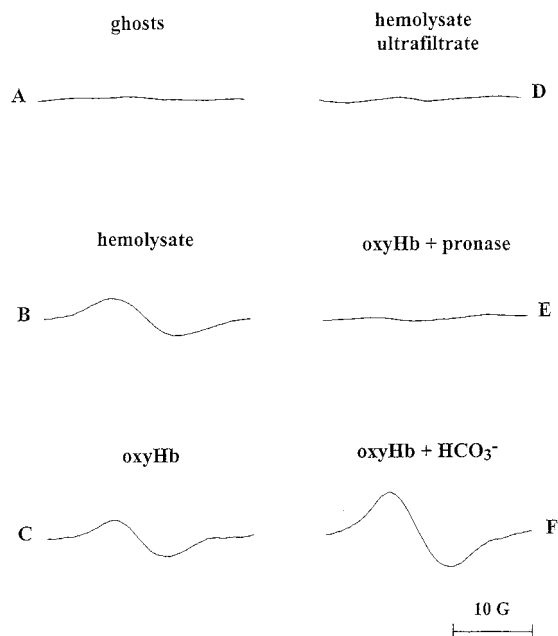 ghosts
hemolysate
ultrafiltrate
A
D
hemolysate
oxyHb + pronase
B
E
oxyHb
oxyHb + HCO₃⁻
C
F
10 G